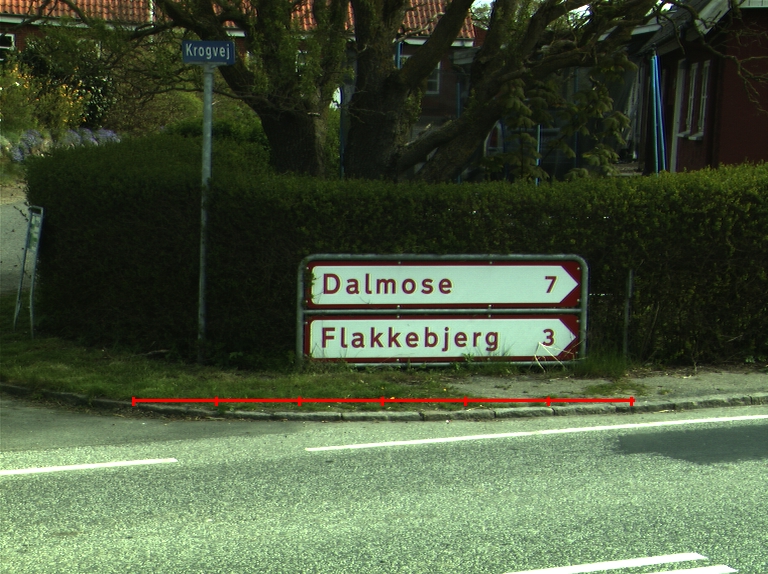 Krogvej
Dalmose 7
Flakkebjerg 3